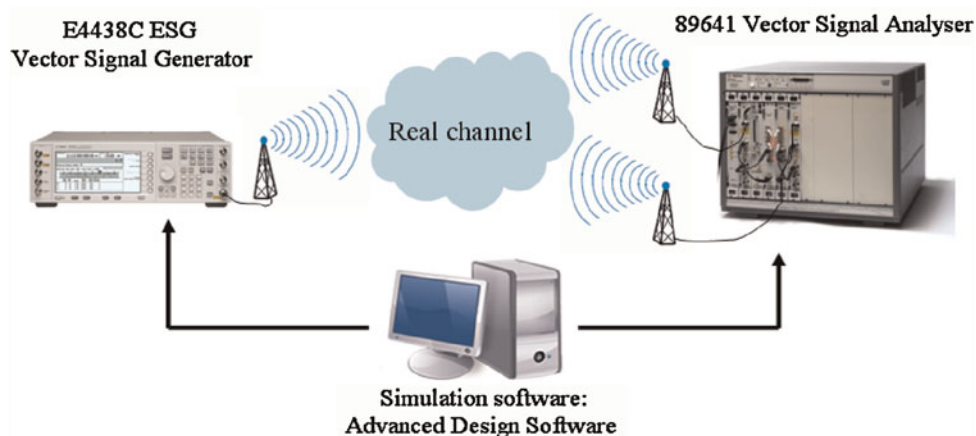 E4438C ESG
Vector Signal Generator
89641 Vector Signal Analyser
Real channel
Simulation software:
Advanced Design Software